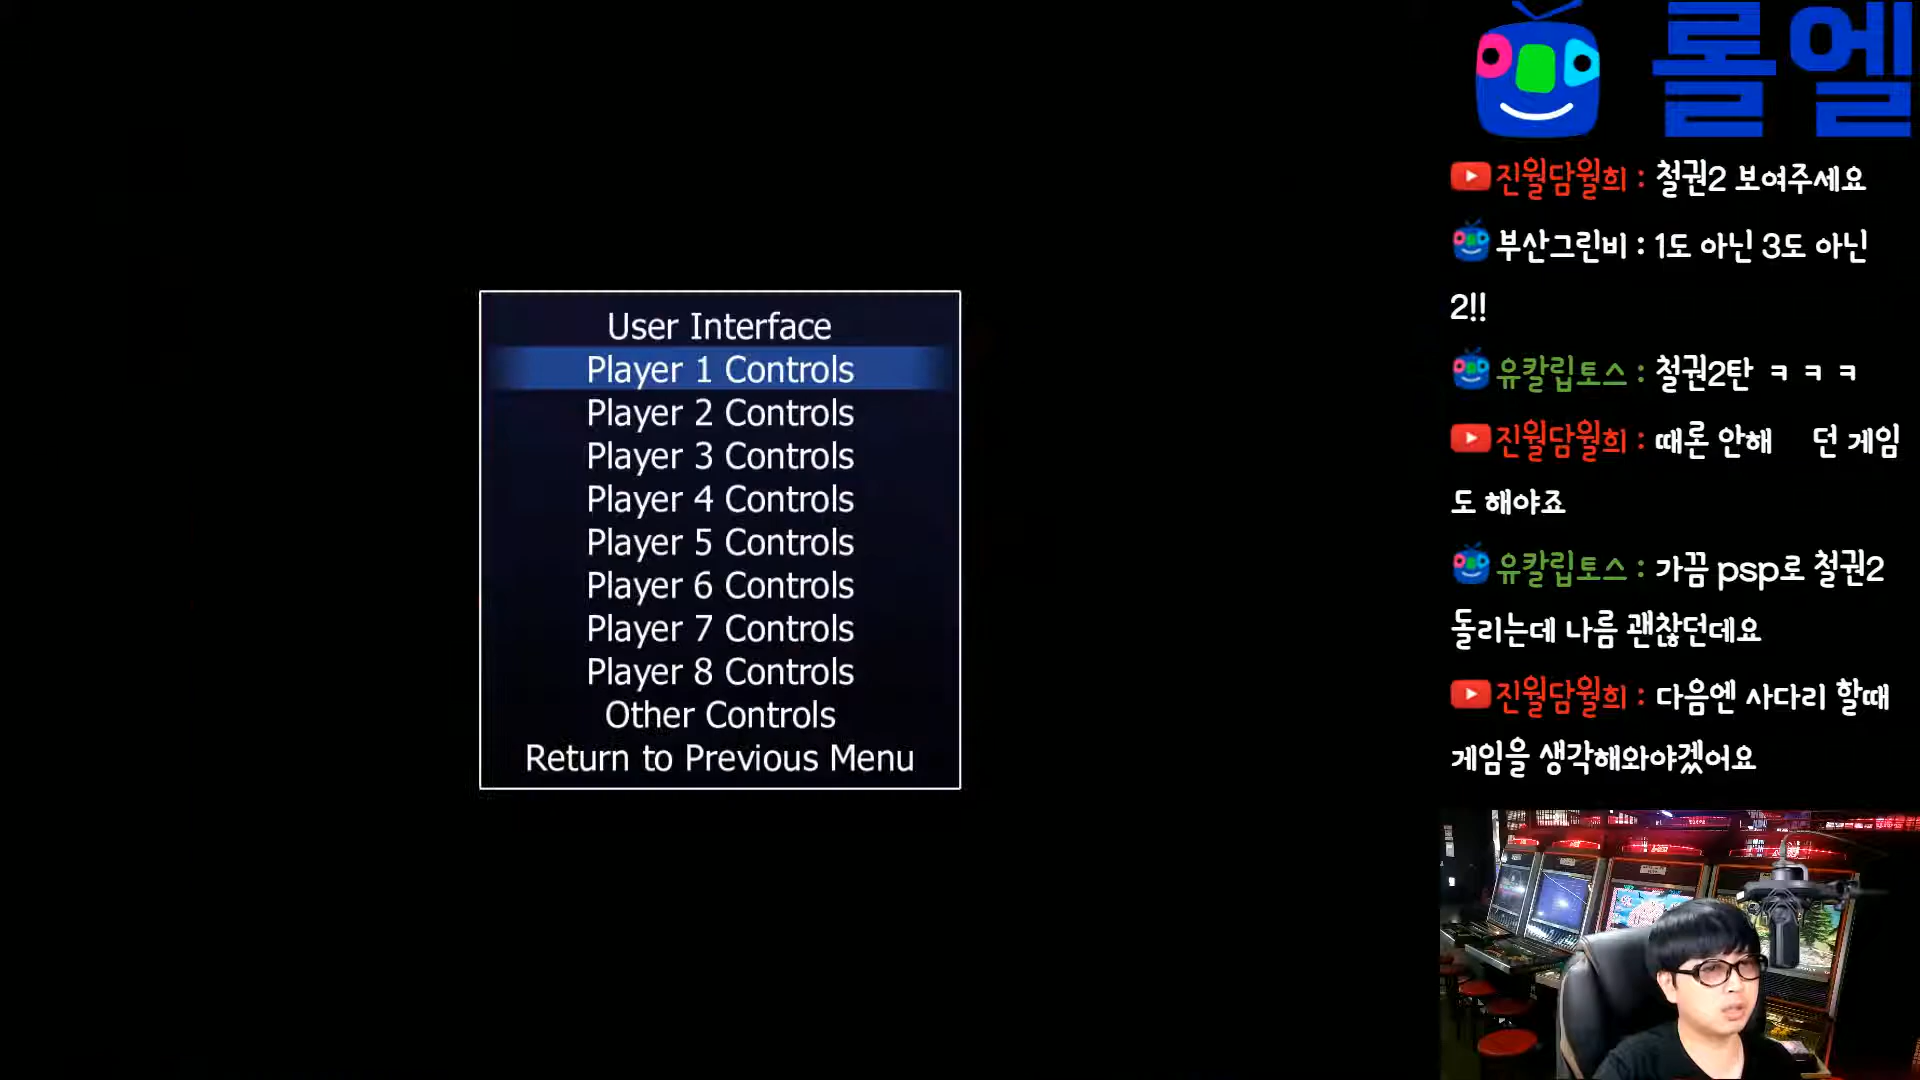 User Interface
Player 1 Controls
Player 2 Controls
Player 3 Controls
Player 4 Controls
Player 5 Controls
Player 6 Controls
Player 7 Controls
Player 8 Controls
Other Controls
Return to Previous Menu
롤엘
진월담월희 : 철권2 보여주세요
부산그린비 : 1도 아닌 3도 아닌
2!!
유칼립토스 : 철권2탄 ㅋ ㅋ ㅋ
진월담월희 : 때론 안해 던 게임
도 해야죠
유칼립토스 : 가끔 psp로 철권2
돌리는데 나름 괜찮던데요
진월담월희 : 다음엔 사다리 할때
게임을 생각해와야겠어요